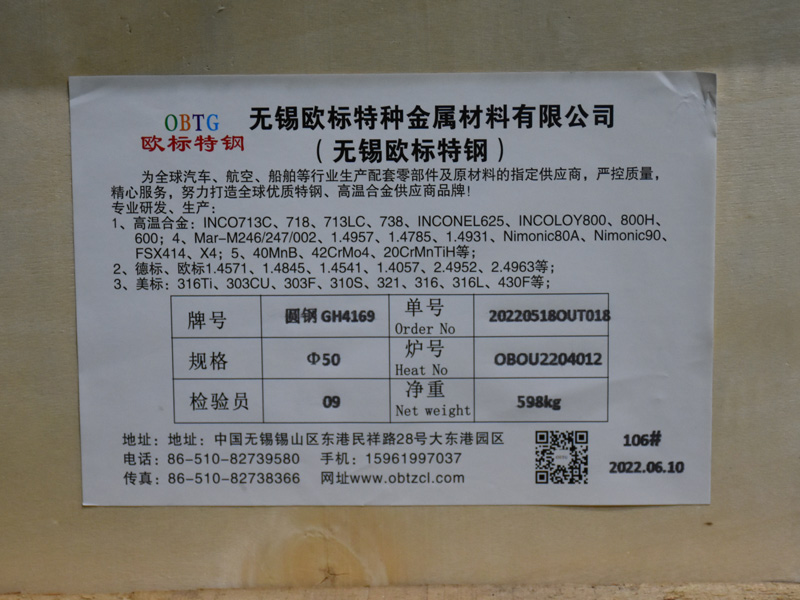 OBTG
欧标特钢
无锡欧标特种金属材料有限公司
（无锡欧标特钢）
为全球汽车、航空、船舶等行业生产配套零部件及原材料的指定供应商，严控质量，
精心服务，努力打造全球优质特钢、高温合金供应商品牌!
专业研发、生产：
1、高温合金：INCO713C、718、713LC、738、INCONEL625、INCOLOY800、800H、
600；4、Mar-M246/247/002、1.4957、1.4785、1.4931、Nimonic80A、Nimonic90、
FSX414、X4；5、40MnB、42CrMo4、20CrMnTiH等；
2、德标、欧标1.4571、1.4845、1.4541、1.4057、2.4952、2.4963等；
3、美标：316Ti、303CU、303F、310S、321、316、316L、430F等；
牌号 圆钢 GH4169 单号 Order No 20220518OUT018
规格 Φ50 炉号 Heat No OBOU2204012
检验员 09 净重 Net weight 598kg
地址：地址：中国无锡锡山区东港民祥路28号大东港园区
电话：86-510-82739580 手机：15961997037
传真：86-510-82738366 网址www.obtzcl.com
106#
2022.06.10